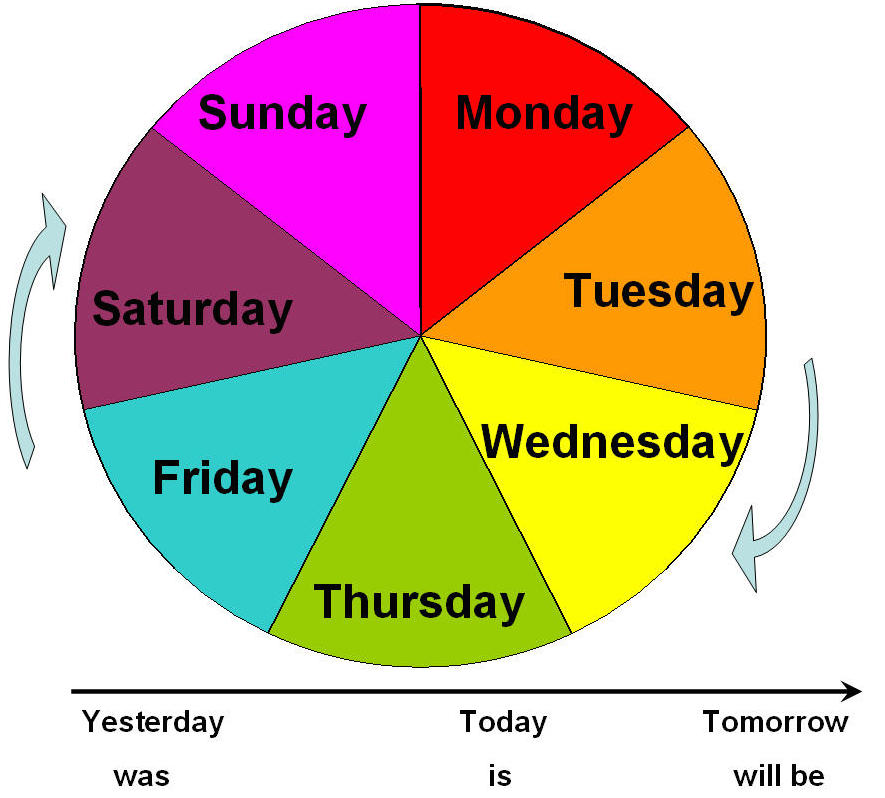 Sunday
Monday
Tuesday
Wednesday
Thursday
Friday
Saturday
Yesterday Today Tomorrow
was is will be